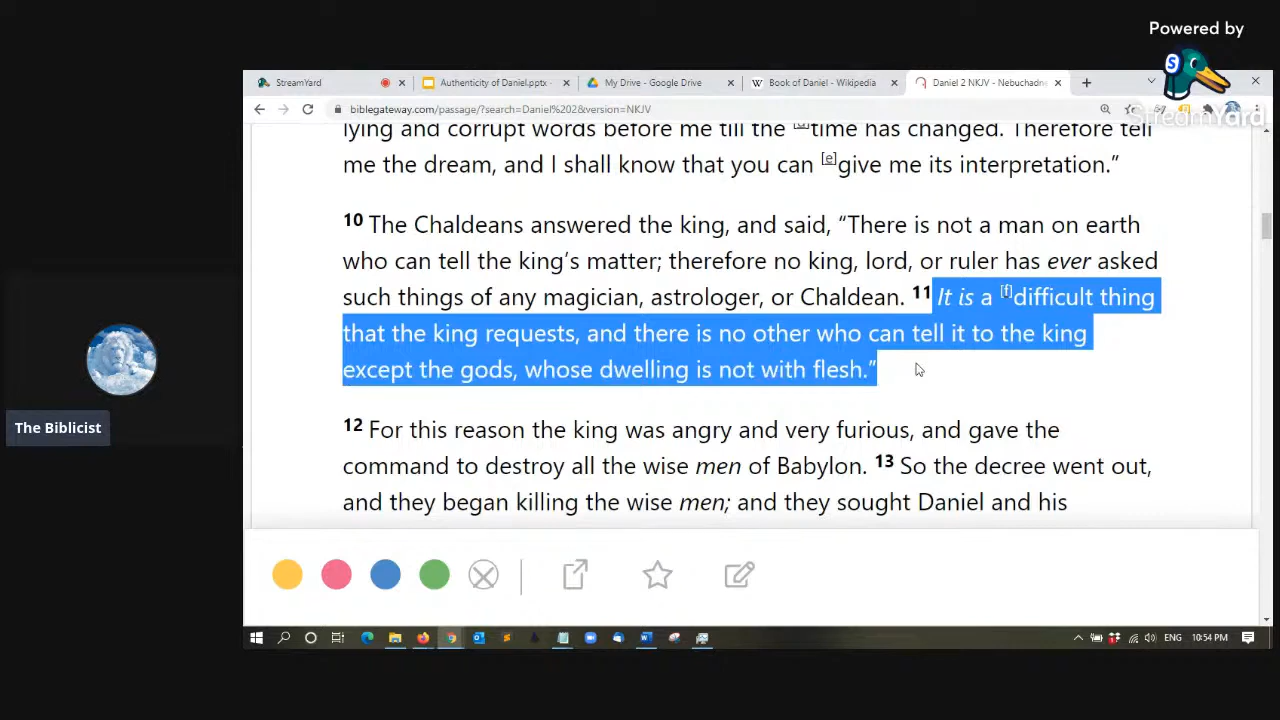 Powered by
S
StreamYard
StreamYard
Authenticity of Daniel.pptx -
My Drive - Google Drive
W Book of Daniel - Wikipedia
Daniel 2 NKJV - Nebuchadne
biblegateway.com/passage/?search=Daniel%202&version=NKJV
lying and corrupt words before me till the [d]time has changed. Therefore tell
me the dream, and I shall know that you can [e]give me its interpretation.”
10 The Chaldeans answered the king, and said, “There is not a man on earth
who can tell the king’s matter; therefore no king, lord, or ruler has ever asked
such things of any magician, astrologer, or Chaldean. 11 It is a [f]difficult thing
that the king requests, and there is no other who can tell it to the king
except the gods, whose dwelling is not with flesh.”
The Biblicist
12 For this reason the king was angry and very furious, and gave the
command to destroy all the wise men of Babylon. 13 So the decree went out,
and they began killing the wise men; and they sought Daniel and his
ENG
10:54 PM